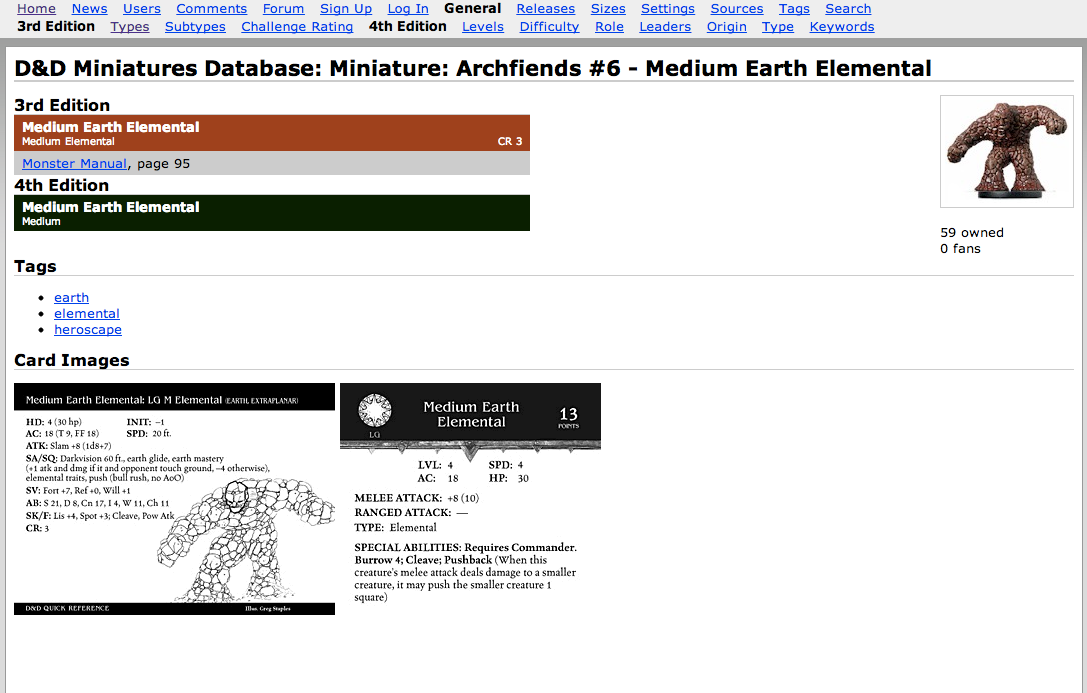 Home News Users Comments Forum Sign Up Log In General Releases Sizes Settings Sources Tags Search
3rd Edition Types Subtypes Challenge Rating 4th Edition Levels Difficulty Role Leaders Origin Type Keywords
D&D Miniatures Database: Miniature: Archfiends #6 - Medium Earth Elemental
3rd Edition
Medium Earth Elemental
Medium Elemental CR 3
Monster Manual, page 95
4th Edition
Medium Earth Elemental
Medium
59 owned
0 fans
Tags
• earth
• elemental
• heroscape
Card Images
Medium Earth Elemental: LG M Elemental (EARTH, EXTRAPLANAR)
HD: 4 (30 hp) INIT: −1
AC: 18 (T 9, FF 18) SPD: 20 ft.
ATK: Slam +8 (1d8+7)
SA/SQ: Darkvision 60 ft., earth glide, earth mastery
(+1 atk and dmg if it and opponent touch ground, −4 otherwise),
elemental traits, push (bull rush, no AoO)
SV: Fort +7, Ref +0, Will +1
AB: S 21, D 8, Cn 17, I 4, W 11, Ch 11
SK/F: Lis +4, Spot +3; Cleave, Pow Atk
CR: 3
D&D QUICK REFERENCE Illus. Greg Staples
Medium Earth
Elemental
13
POINTS
LG
LVL: 4 SPD: 4
AC: 18 HP: 30
MELEE ATTACK: +8 (10)
RANGED ATTACK: —
TYPE: Elemental
SPECIAL ABILITIES: Requires Commander.
Burrow 4; Cleave; Pushback (When this
creature's melee attack deals damage to a smaller
creature, it may push the smaller creature 1
square)